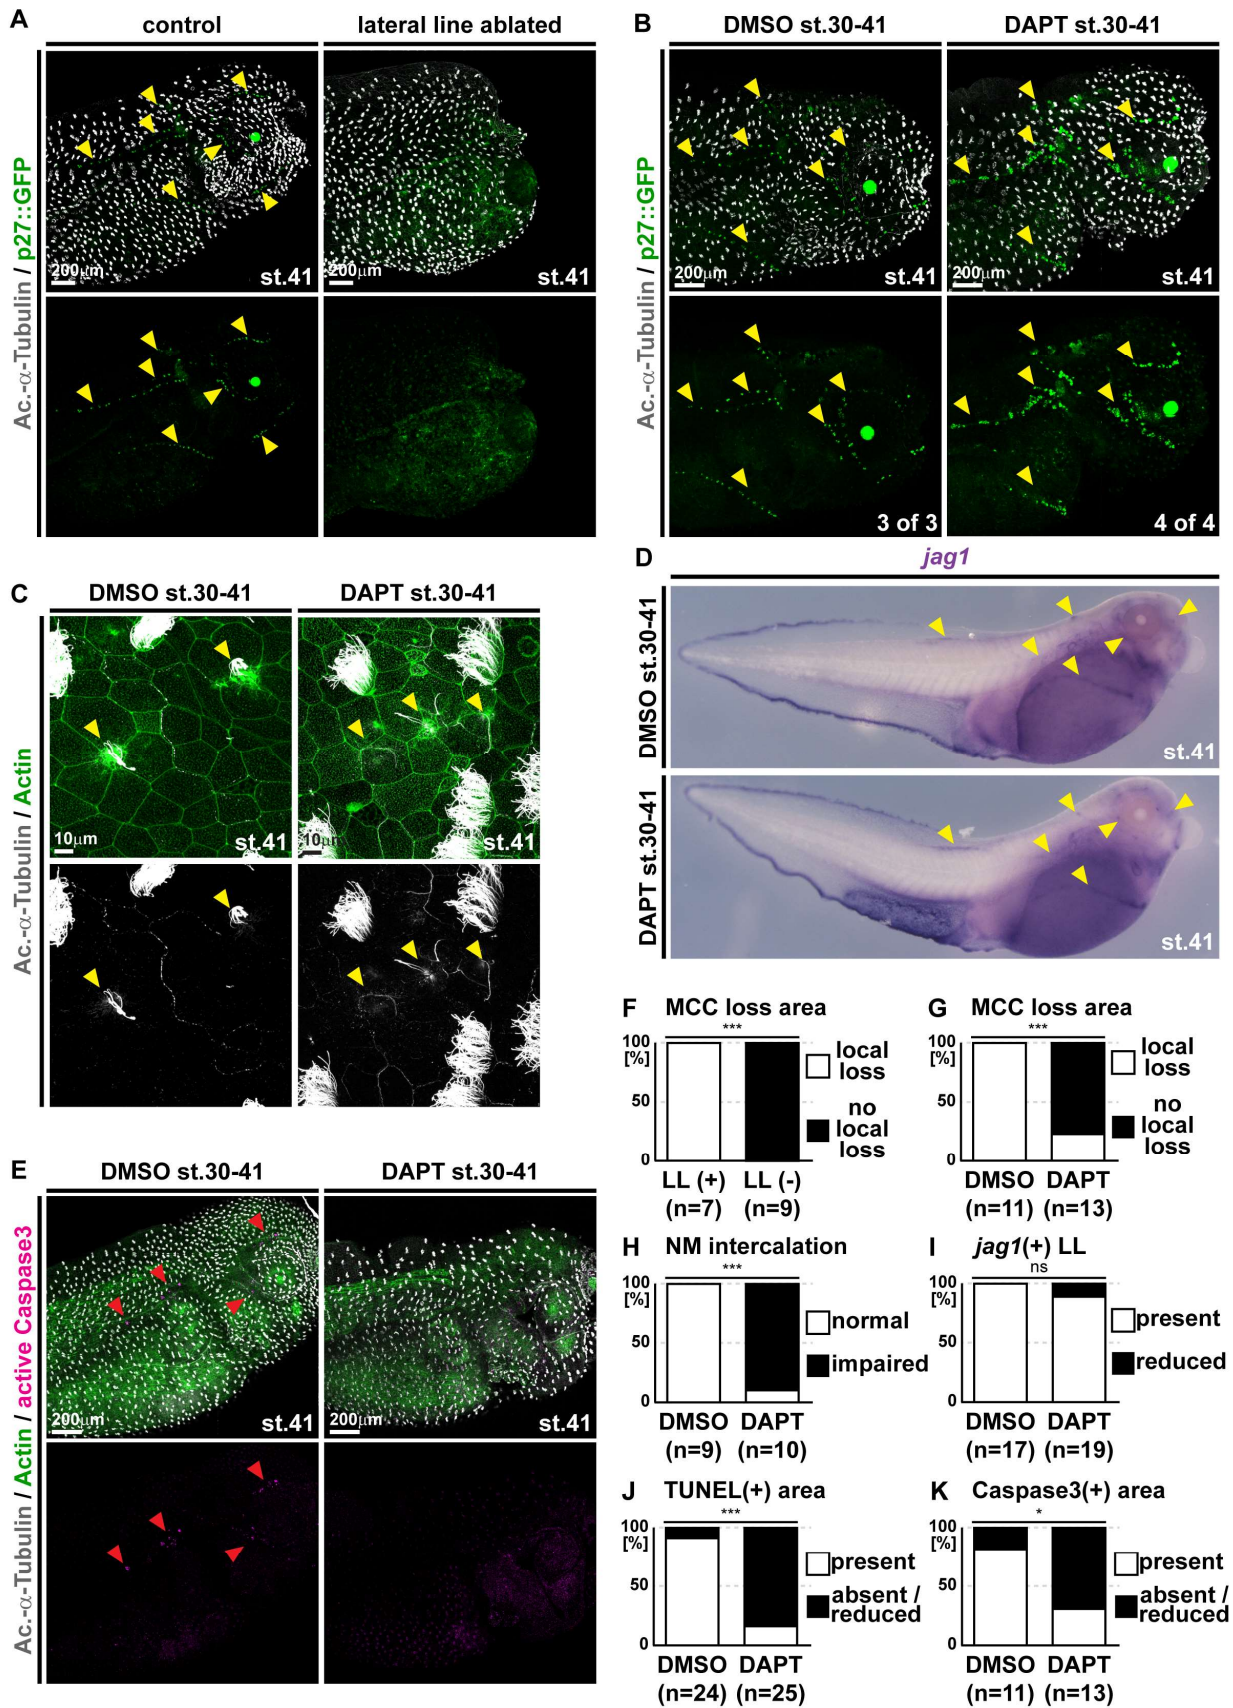 A
control
lateral line ablated
Ac.-α-Tubulin / p27::GFP
200μm
st.41
200μm
st.41
B
DMSO st.30-41
DAPT st.30-41
Ac.-α-Tubulin / p27::GFP
200μm
st.41
200μm
st.41
3 of 3
4 of 4
C
DMSO st.30-41
DAPT st.30-41
Ac.-α-Tubulin / Actin
10μm
st.41
10μm
st.41
D
jag1
DMSO st.30-41
st.41
DAPT st.30-41
st.41
E
DMSO st.30-41
DAPT st.30-41
Ac.-α-Tubulin / Actin / active Caspase3
200μm
st.41
200μm
st.41
F
MCC loss area
***
100
[%]
50
0
local
loss
no
local
loss
LL (+)
LL (-)
(n=7)
(n=9)
G
MCC loss area
***
100
[%]
50
0
local
loss
no
local
loss
DMSO
DAPT
(n=11)
(n=13)
H
NM intercalation
***
100
[%]
50
0
normal
impaired
DMSO
DAPT
(n=9)
(n=10)
I
jag1(+) LL
ns
100
[%]
50
0
present
reduced
DMSO
DAPT
(n=17)
(n=19)
J
TUNEL(+) area
***
100
[%]
50
0
present
absent /
reduced
DMSO
DAPT
(n=24)
(n=25)
K
Caspase3(+) area
*
100
[%]
50
0
present
absent /
reduced
DMSO
DAPT
(n=11)
(n=13)